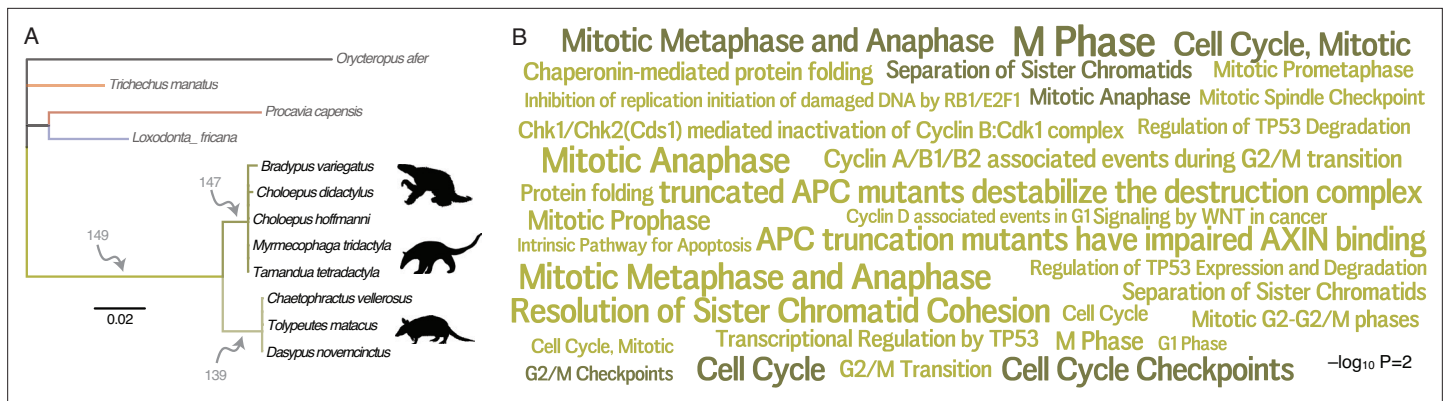 A
Orycteropus afer
Trichechus manatus
Procavia capensis
Loxodonta_ fricana
Bradypus variegatus
147
Choloepus didactylus
Choloepus hoffmanni
149
Myrmecophaga tridactyla
Tamandua tetradactyla
Chaetophractus vellerosus
0.02
Tolypeutes matacus
Dasypus novemcinctus
139
B
Mitotic Metaphase and Anaphase M Phase Cell Cycle, Mitotic
Chaperonin-mediated protein folding Separation of Sister Chromatids Mitotic Prometaphase
Inhibition of replication initiation of damaged DNA by RB1/E2F1 Mitotic Anaphase Mitotic Spindle Checkpoint
Chk1/Chk2(Cds1) mediated inactivation of Cyclin B:Cdk1 complex Regulation of TP53 Degradation
Mitotic Anaphase Cyclin A/B1/B2 associated events during G2/M transition
Protein folding truncated APC mutants destabilize the destruction complex
Mitotic Prophase Cyclin D associated events in G1 Signaling by WNT in cancer
Intrinsic Pathway for Apoptosis APC truncation mutants have impaired AXIN binding
Mitotic Metaphase and Anaphase Regulation of TP53 Expression and Degradation
Separation of Sister Chromatids
Resolution of Sister Chromatid Cohesion Cell Cycle Mitotic G2-G2/M phases
Cell Cycle, Mitotic Transcriptional Regulation by TP53 M Phase G1 Phase
G2/M Checkpoints Cell Cycle G2/M Transition Cell Cycle Checkpoints –log₁₀ P=2